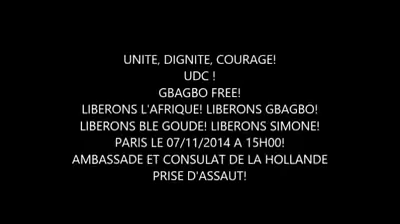 UNITE, DIGNITE, COURAGE!
UDC !
GBAGBO FREE!
LIBERONS L'AFRIQUE! LIBERONS GBAGBO!
LIBERONS BLE GOUDE! LIBERONS SIMONE!
PARIS LE 07/11/2014 A 15H00!
AMBASSADE ET CONSULAT DE LA HOLLANDE
PRISE D'ASSAUT!